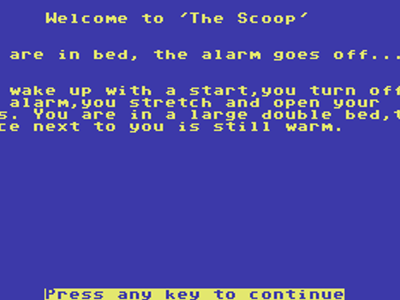 Welcome to 'The Scoop'
are in bed, the alarm goes off...
wake up with a start,you turn off
alarm,you stretch and open your
s. You are in a large double bed,t
ce next to you is still warm.
Press any key to continue